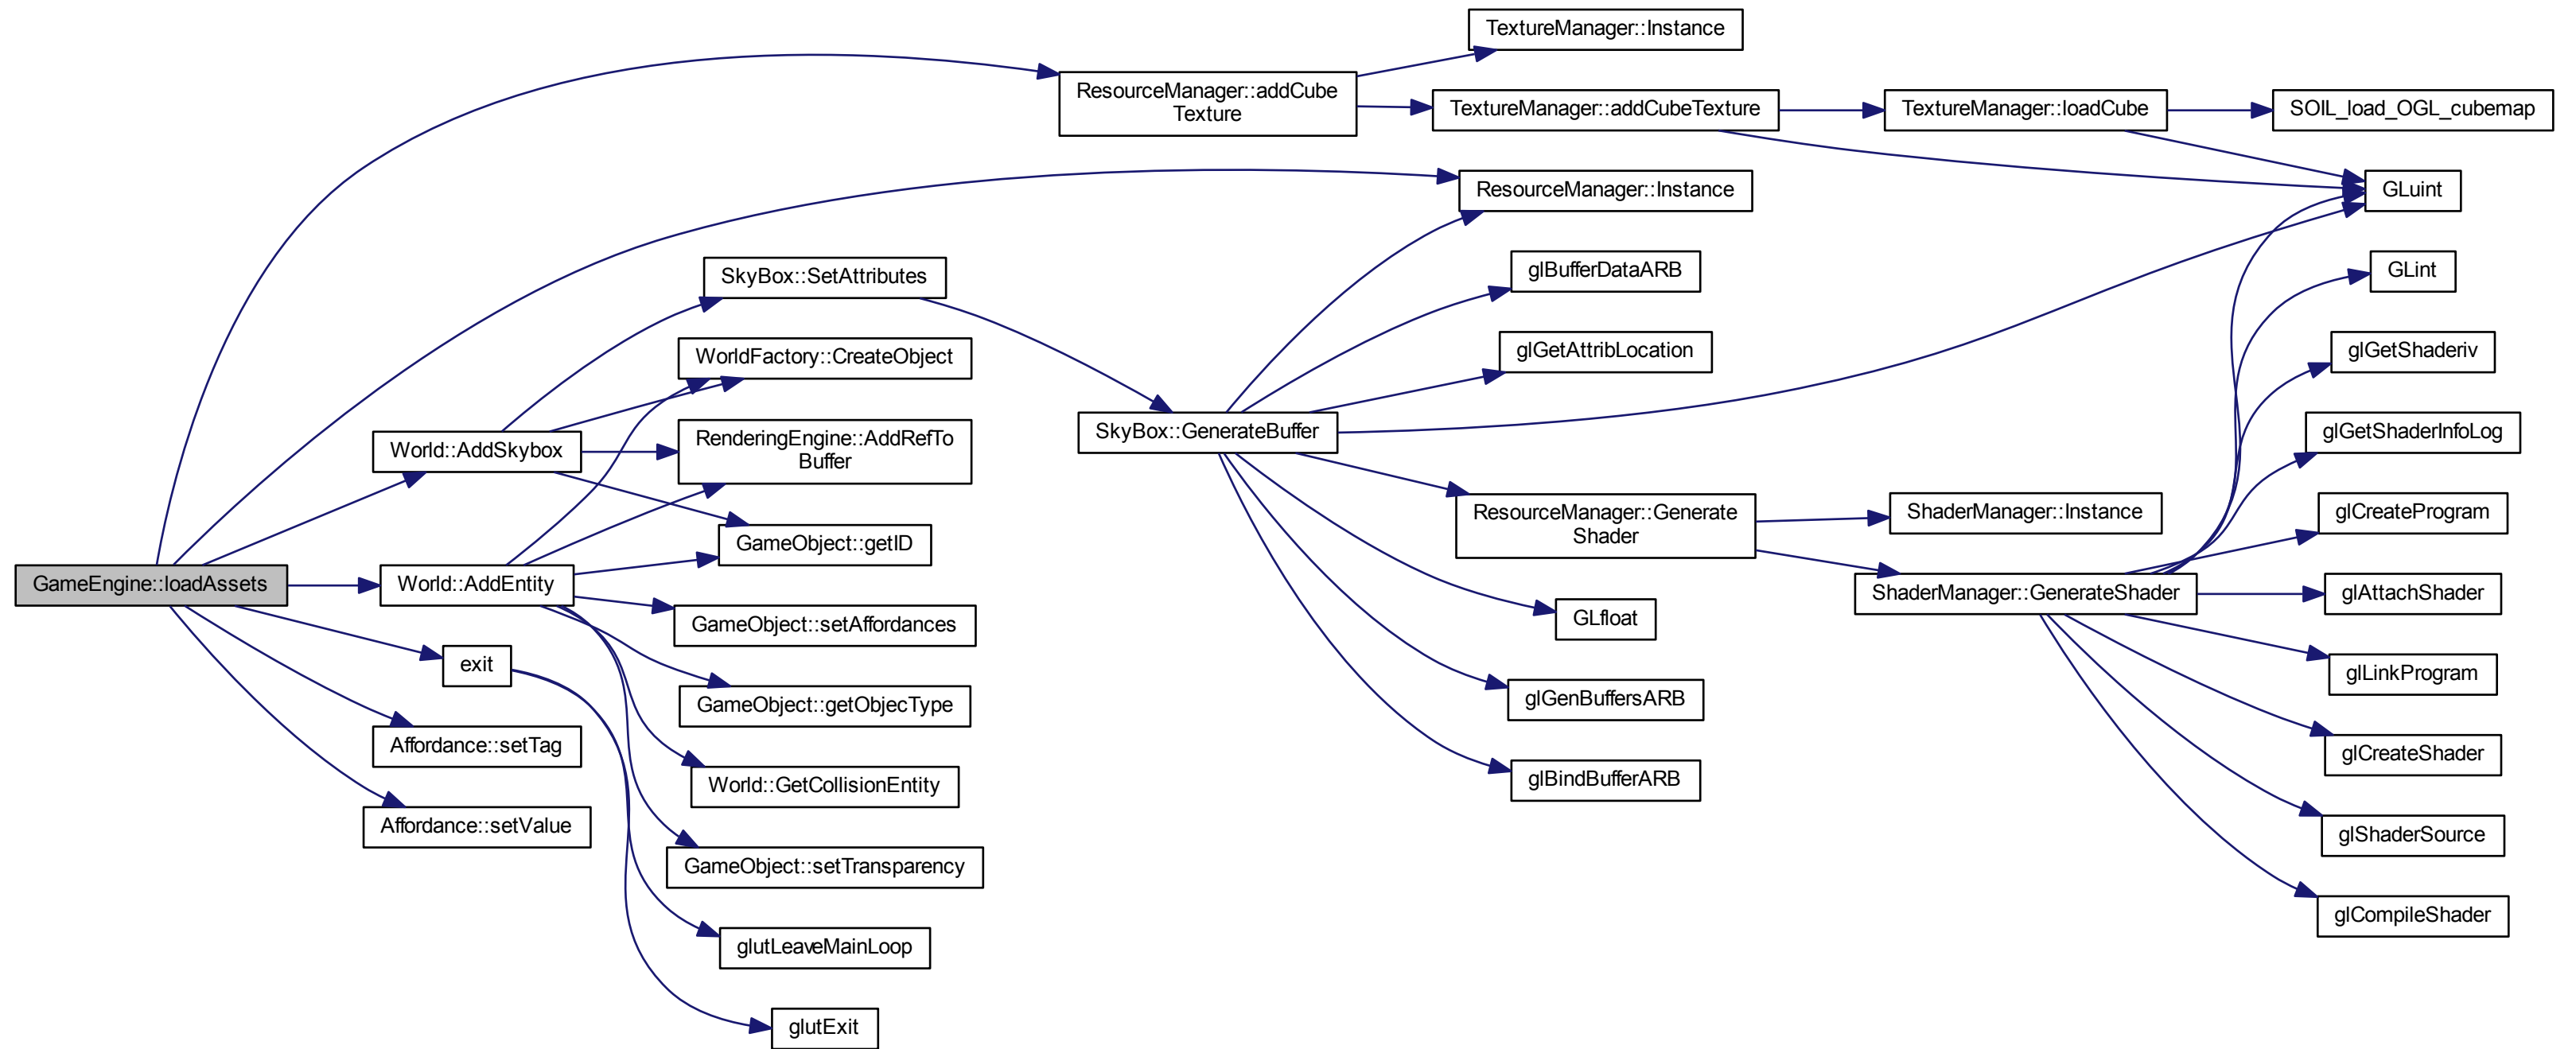 TextureManager::Instance
ResourceManager::addCube
Texture
TextureManager::addCubeTexture
TextureManager::loadCube
SOIL_load_OGL_cubemap
ResourceManager::Instance
GLuint
SkyBox::SetAttributes
glBufferDataARB
GLint
WorldFactory::CreateObject
glGetAttribLocation
glGetShaderiv
World::AddSkybox
RenderingEngine::AddRefTo
Buffer
SkyBox::GenerateBuffer
glGetShaderInfoLog
GameObject::getID
ResourceManager::Generate
Shader
ShaderManager::Instance
glCreateProgram
GameEngine::loadAssets
World::AddEntity
GameObject::setAffordances
GLfloat
ShaderManager::GenerateShader
glAttachShader
exit
GameObject::getObjecType
glGenBuffersARB
glLinkProgram
Affordance::setTag
World::GetCollisionEntity
glBindBufferARB
glCreateShader
Affordance::setValue
GameObject::setTransparency
glShaderSource
glutLeaveMainLoop
glCompileShader
glutExit